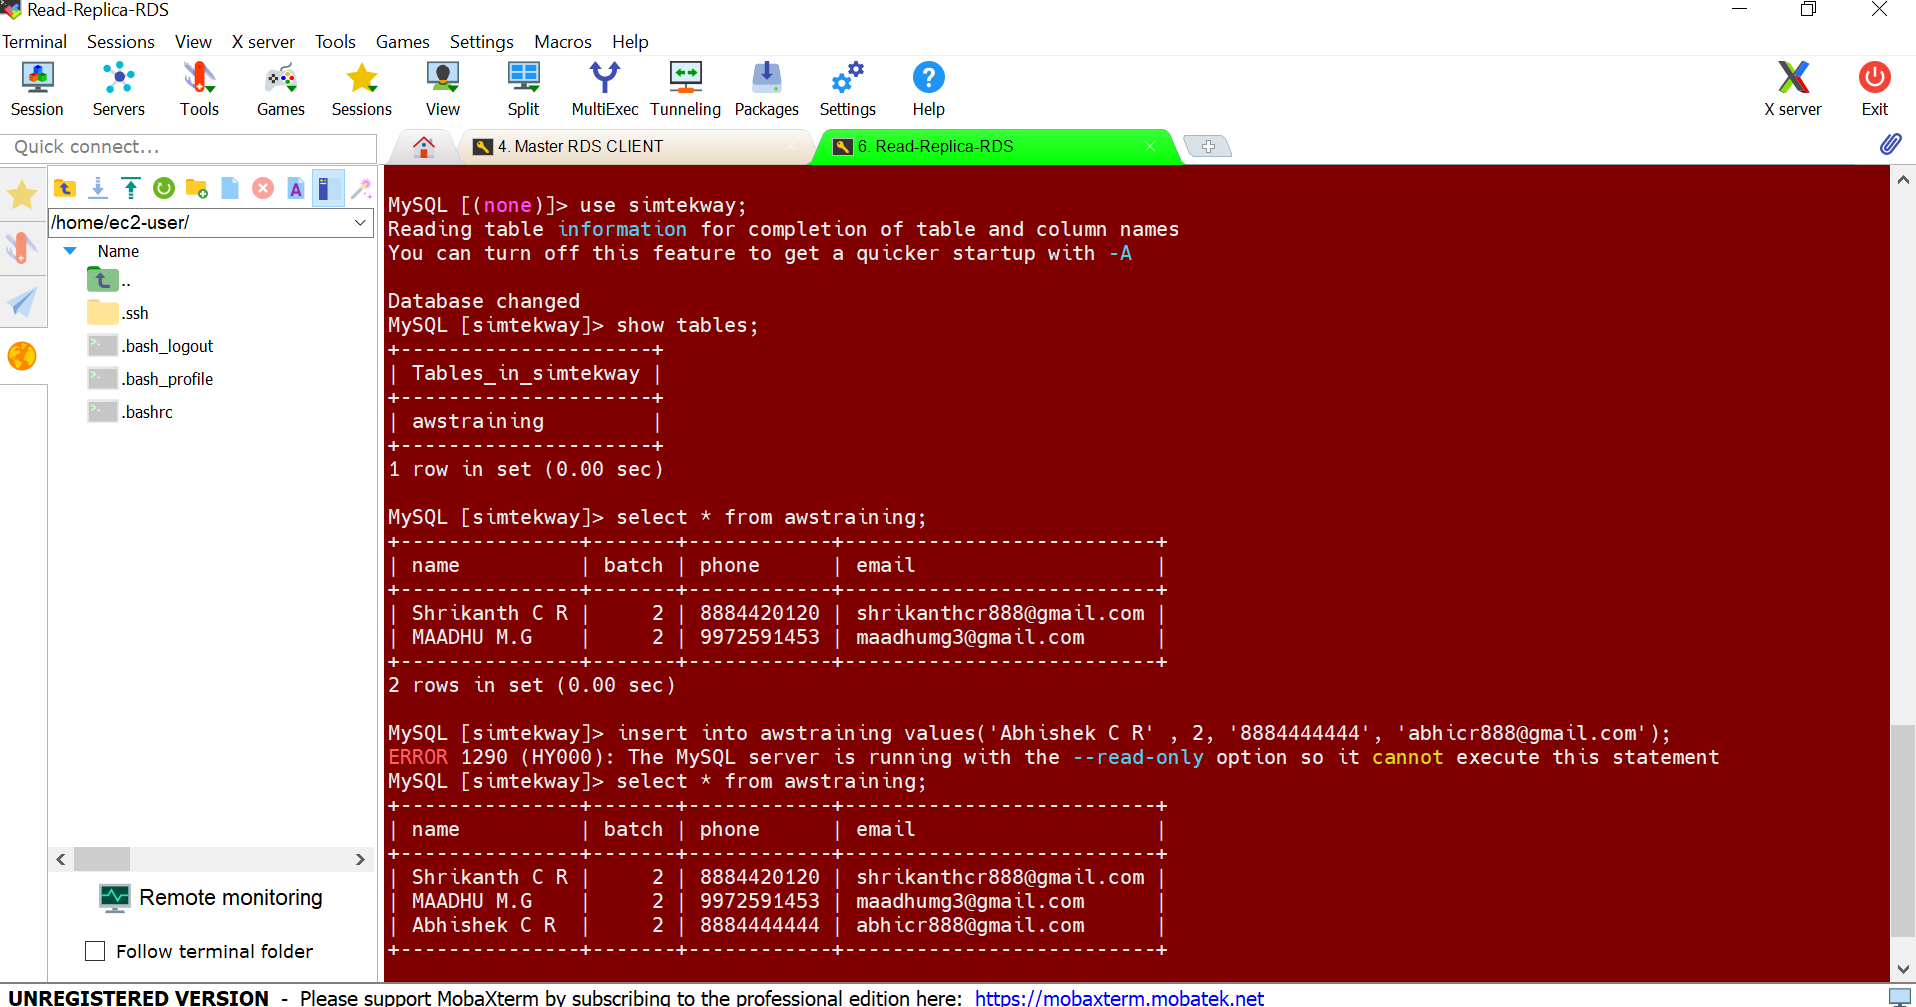 Read-Replica-RDS
Terminal Sessions View X server Tools Games Settings Macros Help
Session Servers Tools Games Sessions View Split MultiExec Tunneling Packages Settings Help X server Exit
Quick connect...
4. Master RDS CLIENT
6. Read-Replica-RDS
/home/ec2-user/
Name
..
.ssh
.bash_logout
.bash_profile
.bashrc
Remote monitoring
Follow terminal folder
MySQL [(none)]> use simtekway;
Reading table information for completion of table and column names
You can turn off this feature to get a quicker startup with -A
Database changed
MySQL [simtekway]> show tables;
+---------------------+
| Tables_in_simtekway |
+---------------------+
| awstraining         |
+---------------------+
1 row in set (0.00 sec)
MySQL [simtekway]> select * from awstraining;
+---------------+-------+------------+--------------------------+
| name          | batch | phone      | email                    |
+---------------+-------+------------+--------------------------+
| Shrikanth C R |     2 | 8884420120 | shrikanthcr888@gmail.com |
| MAADHU M.G    |     2 | 9972591453 | maadhumg3@gmail.com      |
+---------------+-------+------------+--------------------------+
2 rows in set (0.00 sec)
MySQL [simtekway]> insert into awstraining values('Abhishek C R' , 2, '8884444444', 'abhicr888@gmail.com');
ERROR 1290 (HY000): The MySQL server is running with the --read-only option so it cannot execute this statement
MySQL [simtekway]> select * from awstraining;
+---------------+-------+------------+--------------------------+
| name          | batch | phone      | email                    |
+---------------+-------+------------+--------------------------+
| Shrikanth C R |     2 | 8884420120 | shrikanthcr888@gmail.com |
| MAADHU M.G    |     2 | 9972591453 | maadhumg3@gmail.com      |
| Abhishek C R  |     2 | 8884444444 | abhicr888@gmail.com      |
+---------------+-------+------------+--------------------------+
UNREGISTERED VERSION - Please support MobaXterm by subscribing to the professional edition here: https://mobaxterm.mobatek.net